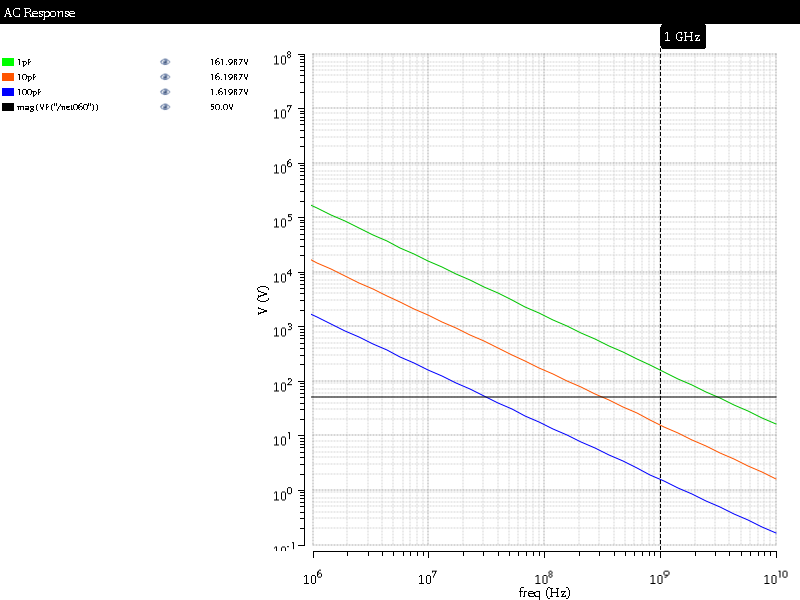 AC Response
1 GHz
1pF 161.987V
10pF 16.1987V
100pF 1.61987V
mag(VF("/net060")) 50.0V
10^8
10^7
10^6
10^5
10^4
10^3
10^2
10^1
10^0
10^-1
V (V)
10^6 10^7 10^8 10^9 10^10
freq (Hz)